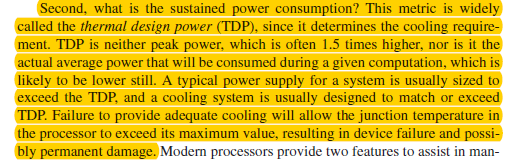 Second, what is the sustained power consumption? This metric is widely
called the thermal design power (TDP), since it determines the cooling require-
ment. TDP is neither peak power, which is often 1.5 times higher, nor is it the
actual average power that will be consumed during a given computation, which is
likely to be lower still. A typical power supply for a system is usually sized to
exceed the TDP, and a cooling system is usually designed to match or exceed
TDP. Failure to provide adequate cooling will allow the junction temperature in
the processor to exceed its maximum value, resulting in device failure and possi-
bly permanent damage. Modern processors provide two features to assist in man-